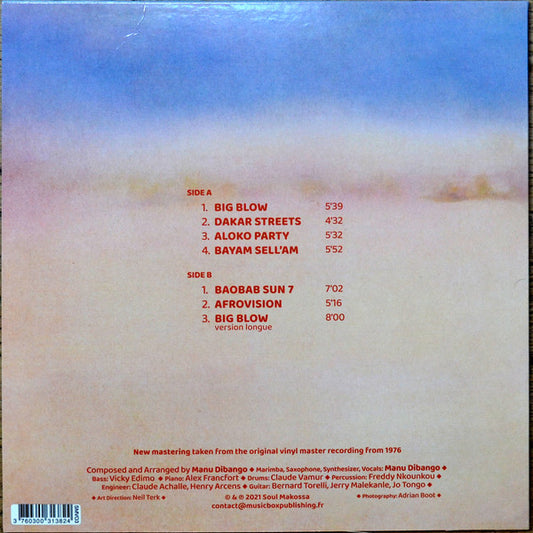 SIDE A
1. BIG BLOW 5'39
2. DAKAR STREETS 4'32
3. ALOKO PARTY 5'32
4. BAYAM SELL'AM 5'52
SIDE B
1. BAOBAB SUN 7 7'02
2. AFROVISION 5'16
3. BIG BLOW 8'00
version longue
New mastering taken from the original vinyl master recording from 1976
Composed and Arranged by Manu Dibango ◆ Marimba, Saxophone, Synthesizer, Vocals: Manu Dibango ◆
Bass: Vicky Edimo ◆ Piano: Alex Francfort ◆ Drums: Claude Vamur ◆ Percussion: Freddy Nkounkou ◆
Engineer: Claude Achalle, Henry Arcens ◆ Guitar: Bernard Torelli, Jerry Malekanle, Jo Tongo ◆
◆ Art Direction: Neil Terk ◆ © & ℗ 2021 Soul Makossa ◆ Photography: Adrian Boot ◆
contact@musicboxpublishing.fr
3 760300 313824
SMV03